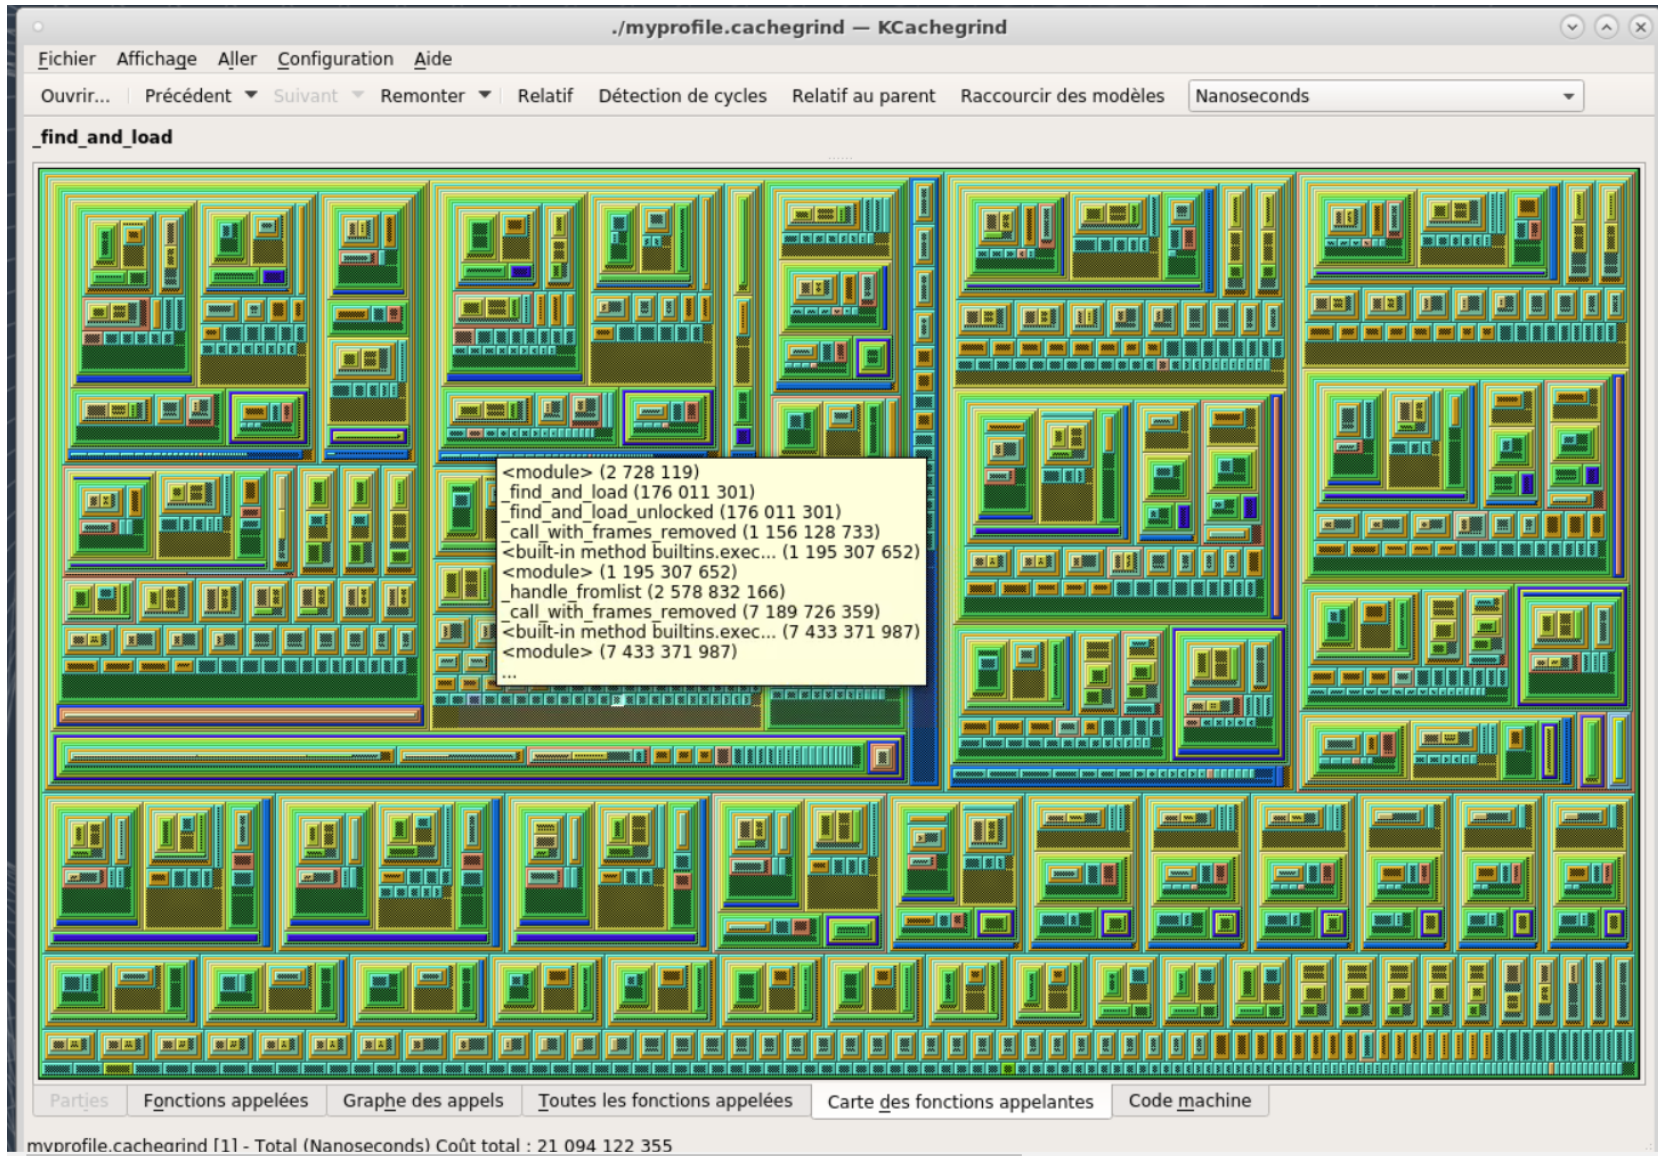 ./myprofile.cachegrind — KCachegrind
Fichier Affichage Aller Configuration Aide
Ouvrir... Précédent Suivant Remonter Relatif Détection de cycles Relatif au parent Raccourcir des modèles Nanoseconds
_find_and_load
<module> (2 728 119)
_find_and_load (176 011 301)
_find_and_load_unlocked (176 011 301)
_call_with_frames_removed (1 156 128 733)
<built-in method builtins.exec... (1 195 307 652)
<module> (1 195 307 652)
_handle_fromlist (2 578 832 166)
_call_with_frames_removed (7 189 726 359)
<built-in method builtins.exec... (7 433 371 987)
<module> (7 433 371 987)
...
Parties Fonctions appelées Graphe des appels Toutes les fonctions appelées Carte des fonctions appelantes Code machine
myprofile.cachegrind [1] - Total (Nanoseconds) Coût total : 21 094 122 355